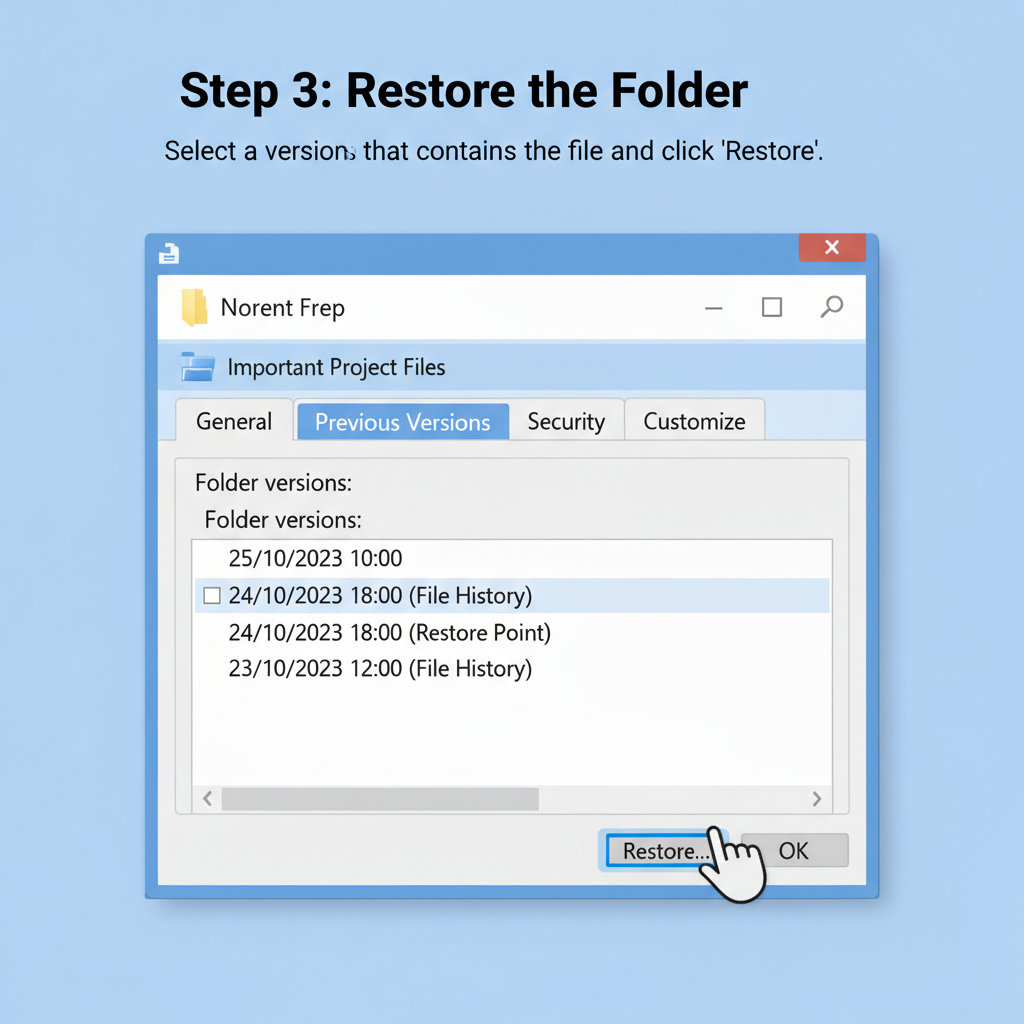 Step 3: Restore the Folder
Select a version that contains the file and click 'Restore'.
Norent Frep
Important Project Files
General Previous Versions Security Customize
Folder versions:
Folder versions:
25/10/2023 10:00
24/10/2023 18:00 (File History)
24/10/2023 18:00 (Restore Point)
23/10/2023 12:00 (File History)
Restore... OK